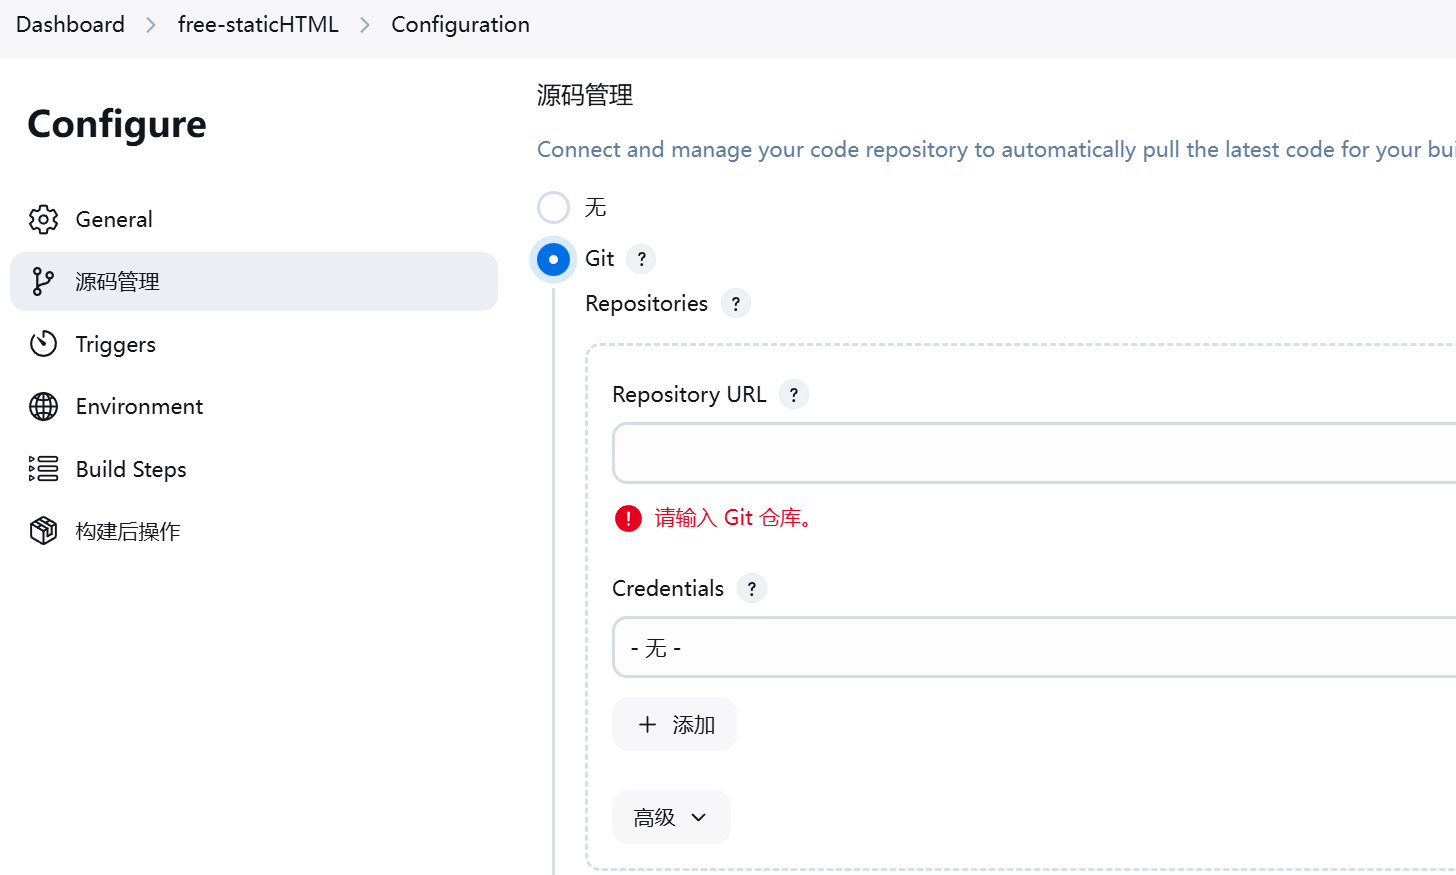 Dashboard > free-staticHTML > Configuration
Configure
General
源码管理
Triggers
Environment
Build Steps
构建后操作
源码管理
Connect and manage your code repository to automatically pull the latest code for your bui
无
Git ?
Repositories ?
Repository URL ?
请输入 Git 仓库。
Credentials ?
- 无 -
+ 添加
高级